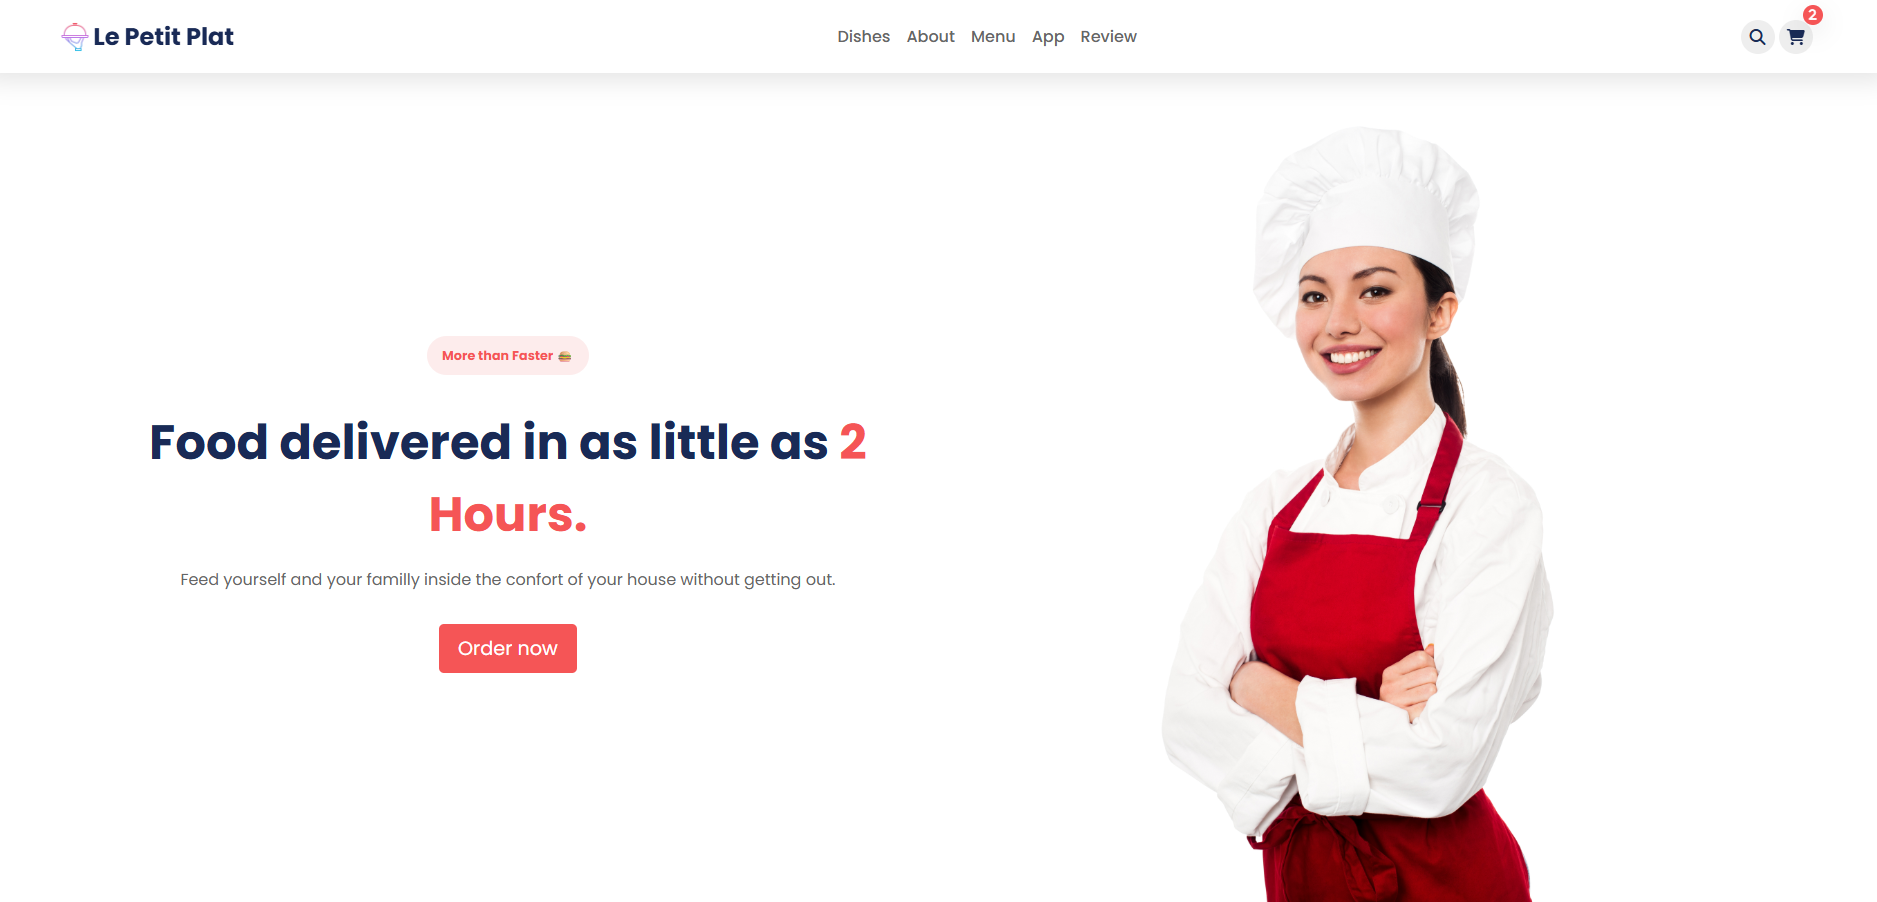 Le Petit Plat
Dishes About Menu App Review
2
More than Faster
Food delivered in as little as 2
Hours.
Feed yourself and your familly inside the confort of your house without getting out.
Order now